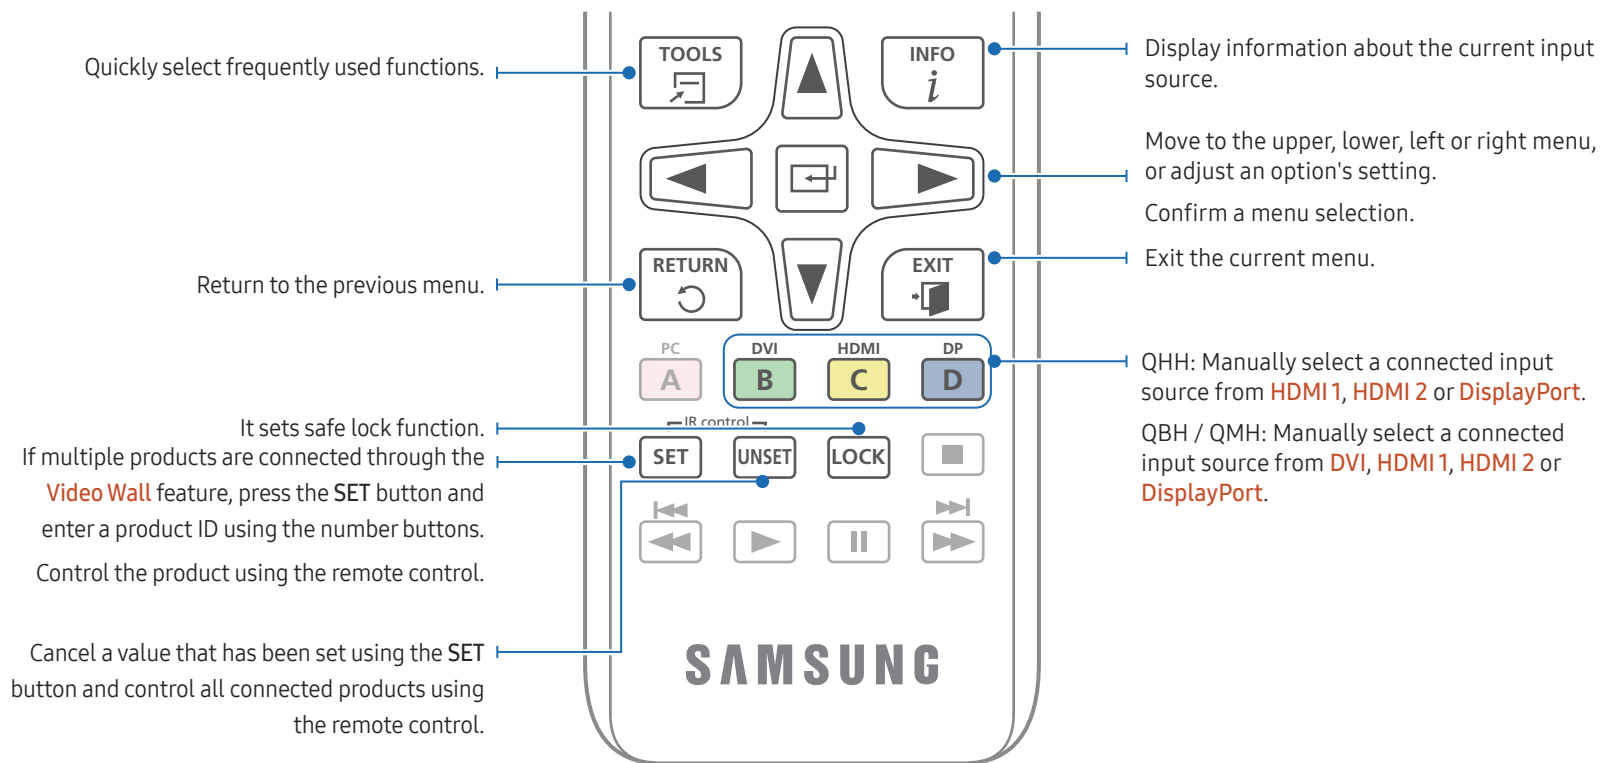 Quickly select frequently used functions.
TOOLS
INFO
i
Display information about the current input
source.
Move to the upper, lower, left or right menu,
or adjust an option's setting.
Confirm a menu selection.
Return to the previous menu.
RETURN
EXIT
Exit the current menu.
PC
DVI
HDMI
DP
A
B
C
D
QHH: Manually select a connected input
source from HDMI 1, HDMI 2 or DisplayPort.
QBH / QMH: Manually select a connected
input source from DVI, HDMI 1, HDMI 2 or
DisplayPort.
It sets safe lock function.
IR control
SET
UNSET
LOCK
If multiple products are connected through the
Video Wall feature, press the SET button and
enter a product ID using the number buttons.
Control the product using the remote control.
Cancel a value that has been set using the SET
button and control all connected products using
the remote control.
SAMSUNG